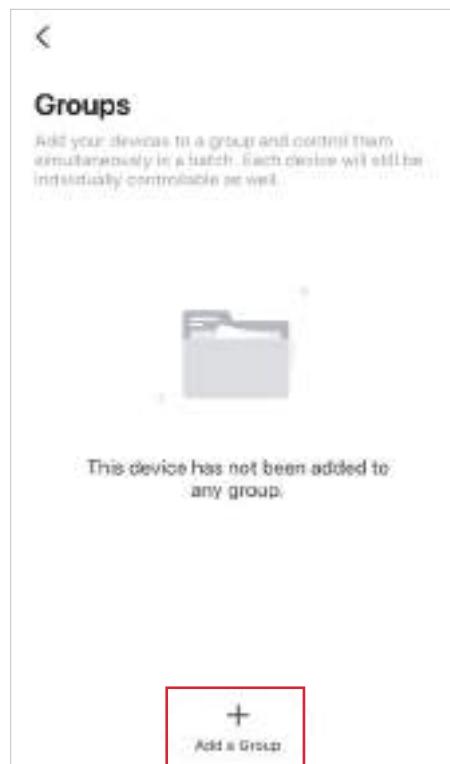 Groups
Add your devices to a group and control them
simultaneously in a batch. Each device will still be
individually controllable as well.
This device has not been added to
any group.
Add a Group